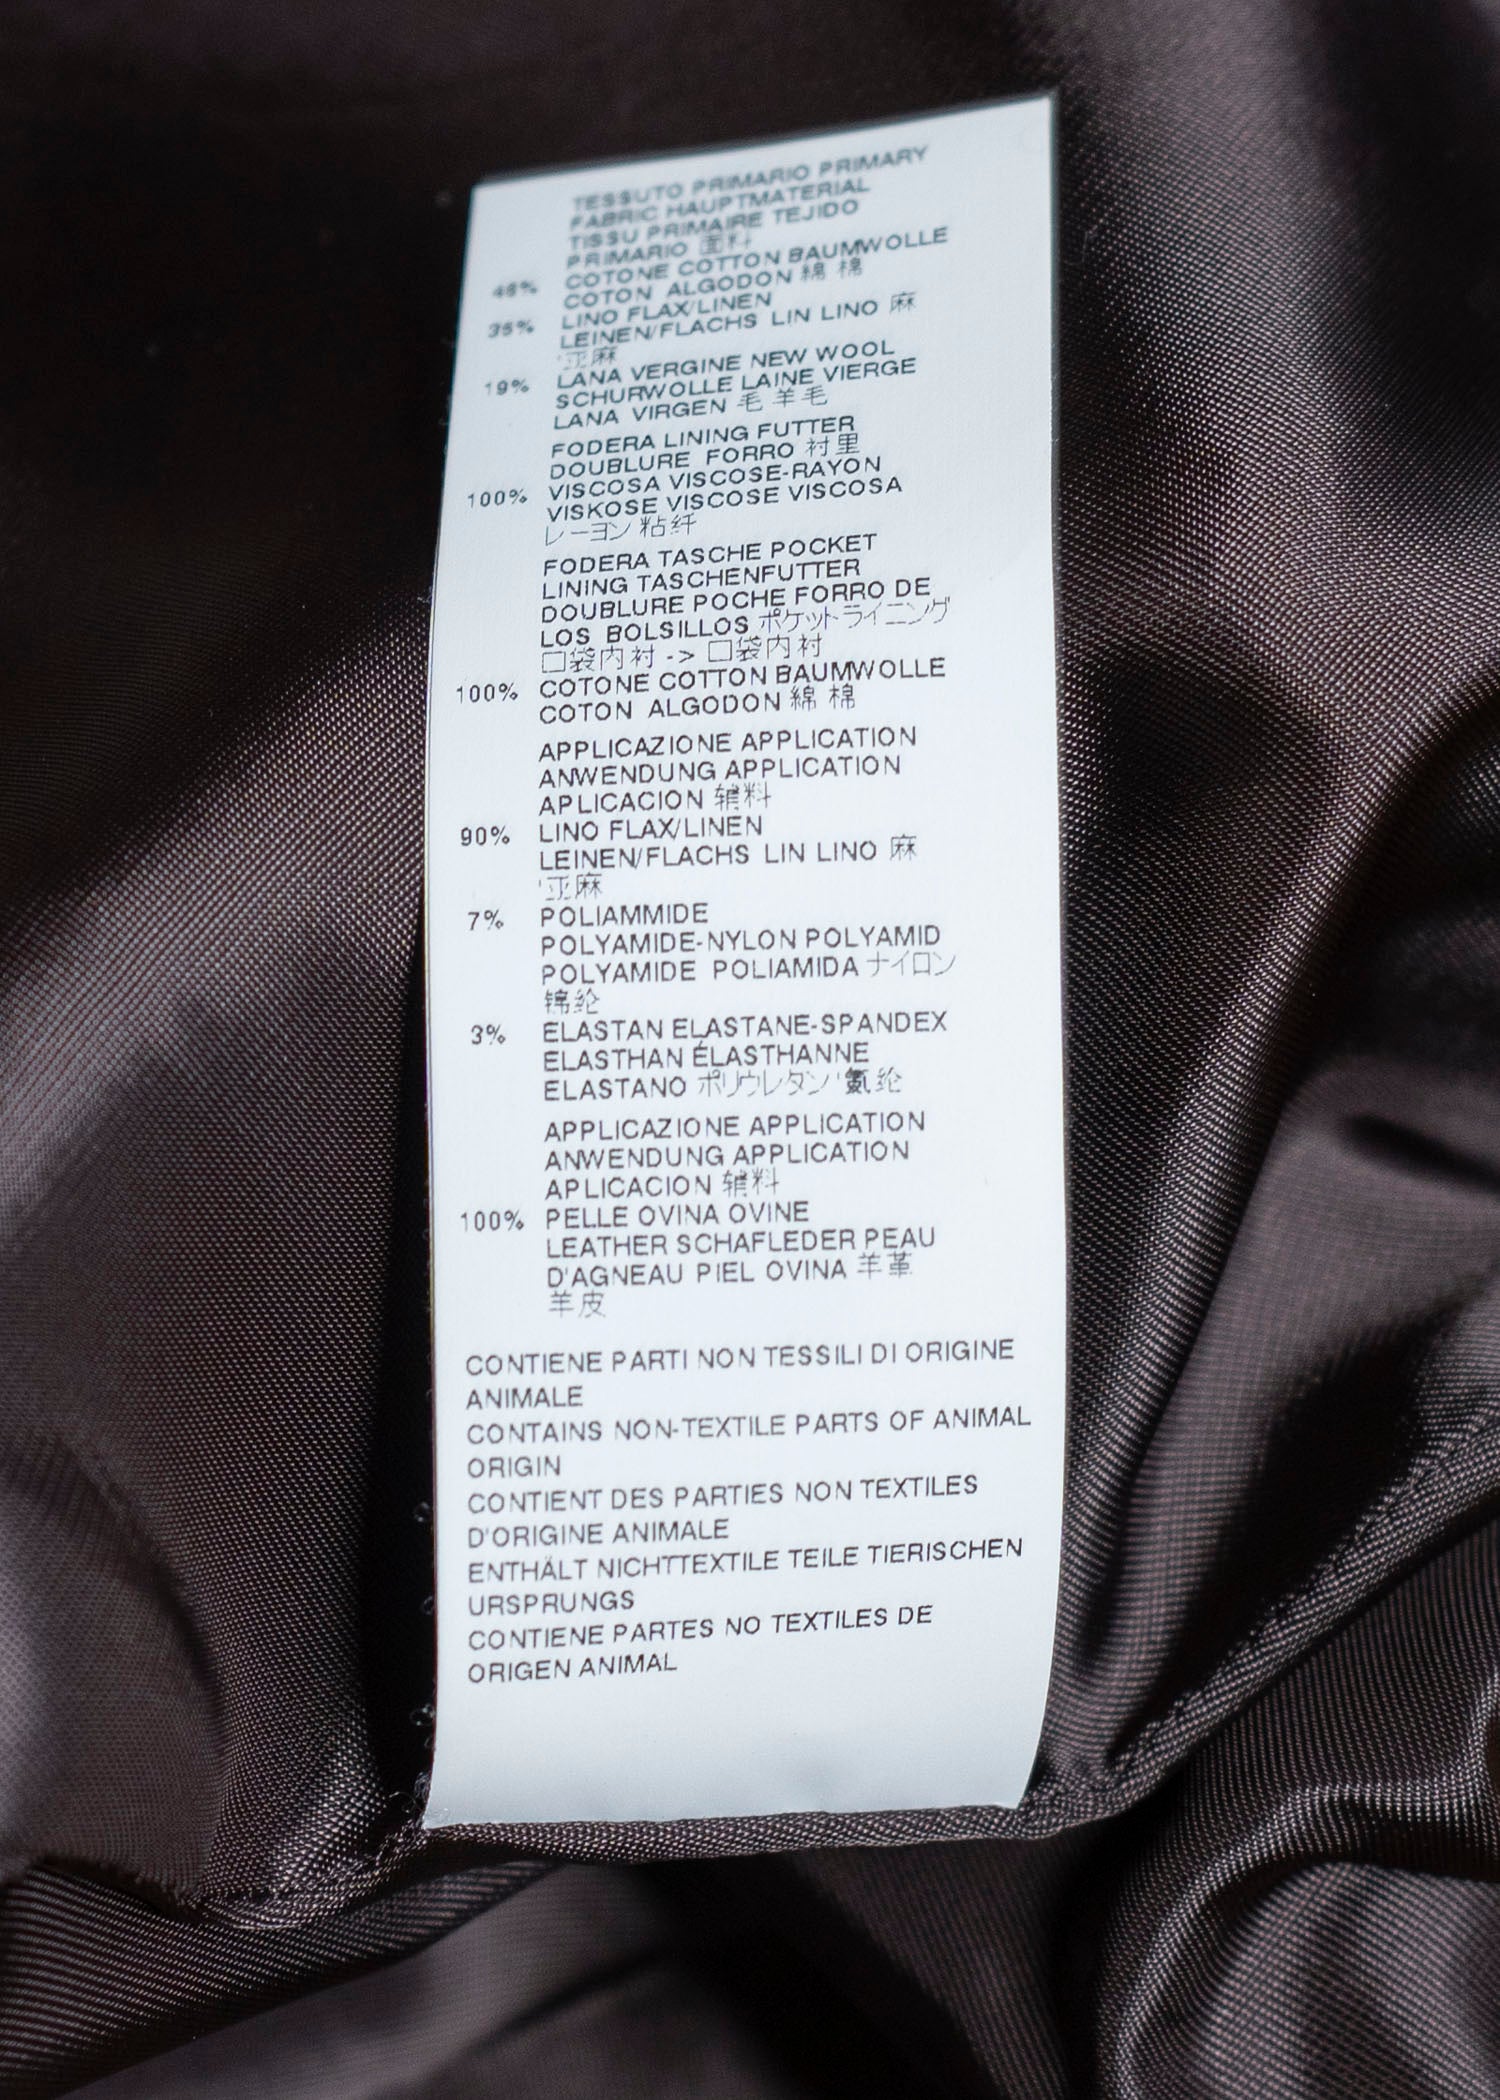 TESSUTO PRIMARIO PRIMARY
FABRIC HAUPTMATERIAL
TISSU PRIMAIRE TEJIDO
PRIMARIO 面料
46% COTONE COTTON BAUMWOLLE
COTON ALGODON 綿 棉
35% LINO FLAX/LINEN
LEINEN/FLACHS LIN LINO 麻
'亚麻
19% LANA VERGINE NEW WOOL
SCHURWOLLE LAINE VIERGE
LANA VIRGEN 毛 羊毛
FODERA LINING FUTTER
DOUBLURE FORRO 衬里
100% VISCOSA VISCOSE-RAYON
VISKOSE VISCOSE VISCOSA
レーヨン 粘纤
FODERA TASCHE POCKET
LINING TASCHENFUTTER
DOUBLURE POCHE FORRO DE
LOS BOLSILLOS ポケットライニング
口袋内衬 -> 口袋内衬
100% COTONE COTTON BAUMWOLLE
COTON ALGODON 綿 棉
APPLICAZIONE APPLICATION
ANWENDUNG APPLICATION
APLICACION 辅料
90% LINO FLAX/LINEN
LEINEN/FLACHS LIN LINO 麻
'亚麻
7% POLIAMMIDE
POLYAMIDE-NYLON POLYAMID
POLYAMIDE POLIAMIDA ナイロン
锦纶
3% ELASTAN ELASTANE-SPANDEX
ELASTHAN ÉLASTHANNE
ELASTANO ポリウレタン '氨纶
APPLICAZIONE APPLICATION
ANWENDUNG APPLICATION
APLICACION 辅料
100% PELLE OVINA OVINE
LEATHER SCHAFLEDER PEAU
D'AGNEAU PIEL OVINA 羊革
羊皮
CONTIENE PARTI NON TESSILI DI ORIGINE
ANIMALE
CONTAINS NON-TEXTILE PARTS OF ANIMAL
ORIGIN
CONTIENT DES PARTIES NON TEXTILES
D'ORIGINE ANIMALE
ENTHÄLT NICHTTEXTILE TEILE TIERISCHEN
URSPRUNGS
CONTIENE PARTES NO TEXTILES DE
ORIGEN ANIMAL